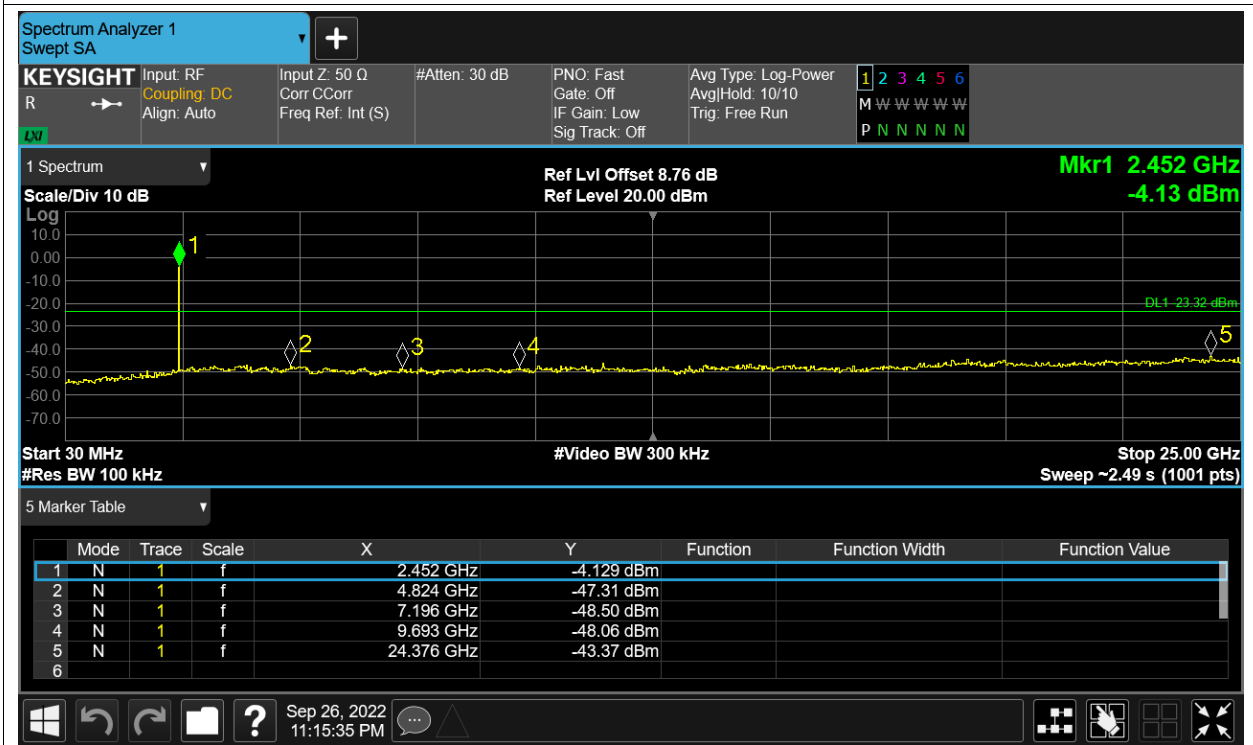 Spectrum Analyzer 1
Swept SA
KEYSIGHT
R
LXI
Input: RF
Coupling: DC
Align: Auto
Input Z: 50 Ω
Corr CCorr
Freq Ref: Int (S)
#Atten: 30 dB
PNO: Fast
Gate: Off
IF Gain: Low
Sig Track: Off
Avg Type: Log-Power
Avg|Hold: 10/10
Trig: Free Run
1 2 3 4 5 6
M W W W W W
P N N N N N
1 Spectrum
Scale/Div 10 dB
Ref Lvl Offset 8.76 dB
Ref Level 20.00 dBm
Mkr1 2.452 GHz
-4.13 dBm
Log
10.0
0.00
-10.0
-20.0
-30.0
-40.0
-50.0
-60.0
-70.0
1
2
3
4
5
DL1 -23.32 dBm
Start 30 MHz
#Res BW 100 kHz
#Video BW 300 kHz
Stop 25.00 GHz
Sweep ~2.49 s (1001 pts)
5 Marker Table
Mode Trace Scale X Y Function Function Width Function Value
1 N 1 f 2.452 GHz -4.129 dBm
2 N 1 f 4.824 GHz -47.31 dBm
3 N 1 f 7.196 GHz -48.50 dBm
4 N 1 f 9.693 GHz -48.06 dBm
5 N 1 f 24.376 GHz -43.37 dBm
6
?
Sep 26, 2022
11:15:35 PM